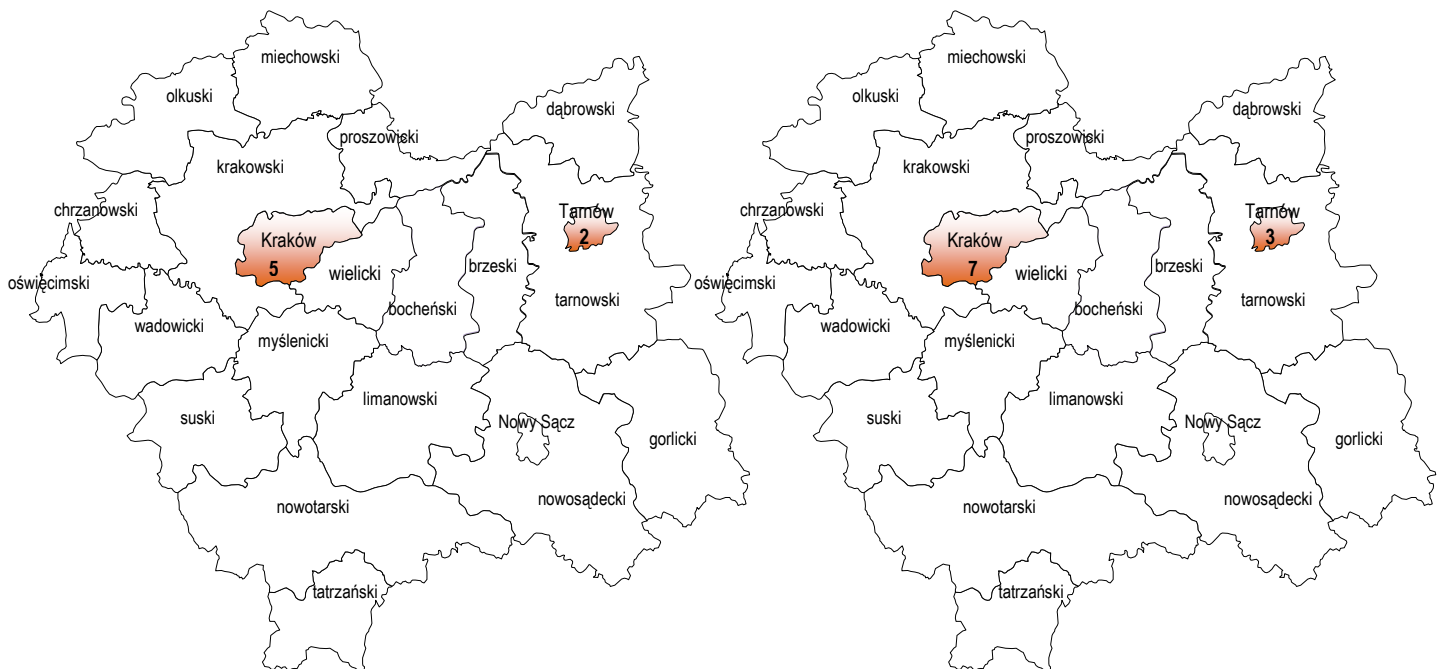 miechowski
olkuski
dąbrowski
proszowicki
krakowski
chrzanowski
Tarnów
2
Kraków
5
brzeski
wielicki
oświęcimski
tarnowski
bocheński
wadowicki
myślenicki
limanowski
suski
Nowy Sącz
gorlicki
nowosądecki
nowotarski
tatrzański
miechowski
olkuski
dąbrowski
proszowicki
krakowski
chrzanowski
Tarnów
3
Kraków
7
brzeski
wielicki
oświęcimski
tarnowski
bocheński
wadowicki
myślenicki
limanowski
suski
Nowy Sącz
gorlicki
nowosądecki
nowotarski
tatrzański